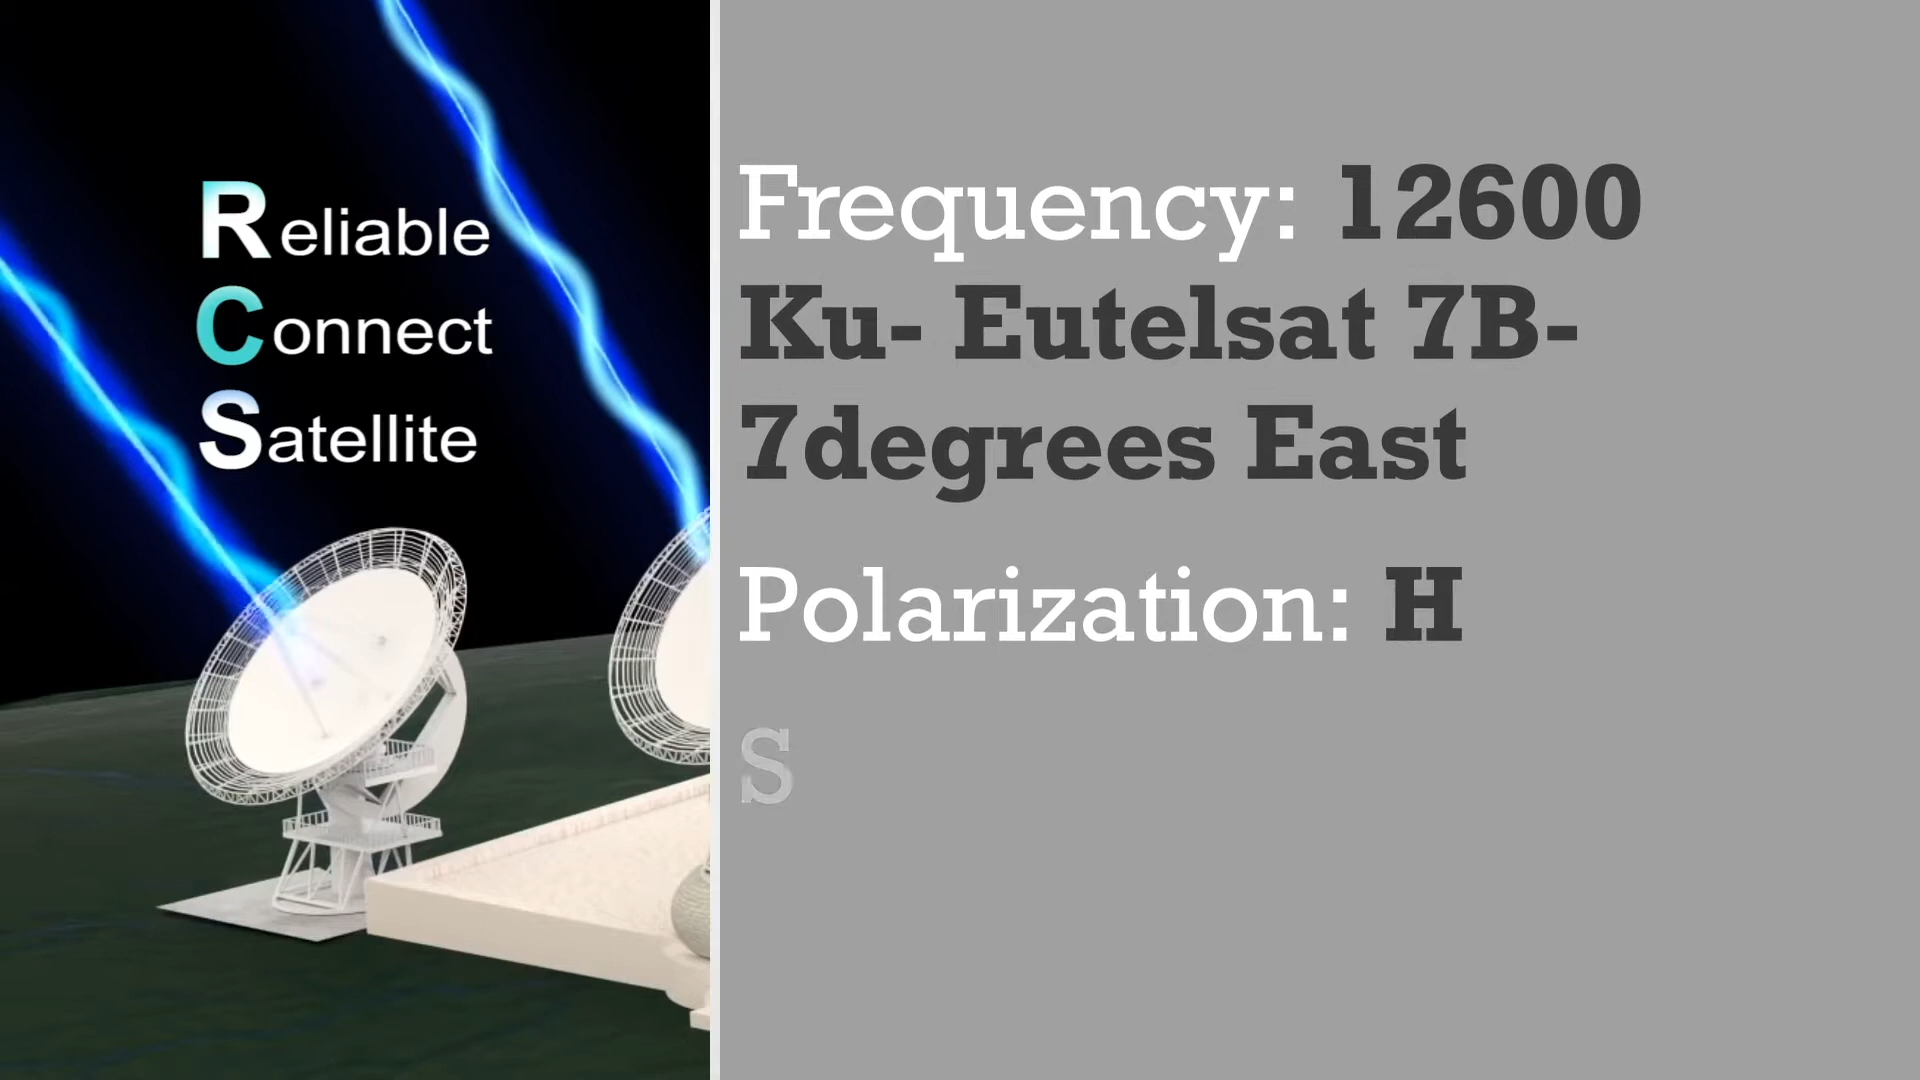 Reliable
Connect
Satellite
Frequency: 12600
Ku- Eutelsat 7B-
7degrees East
Polarization: H
S